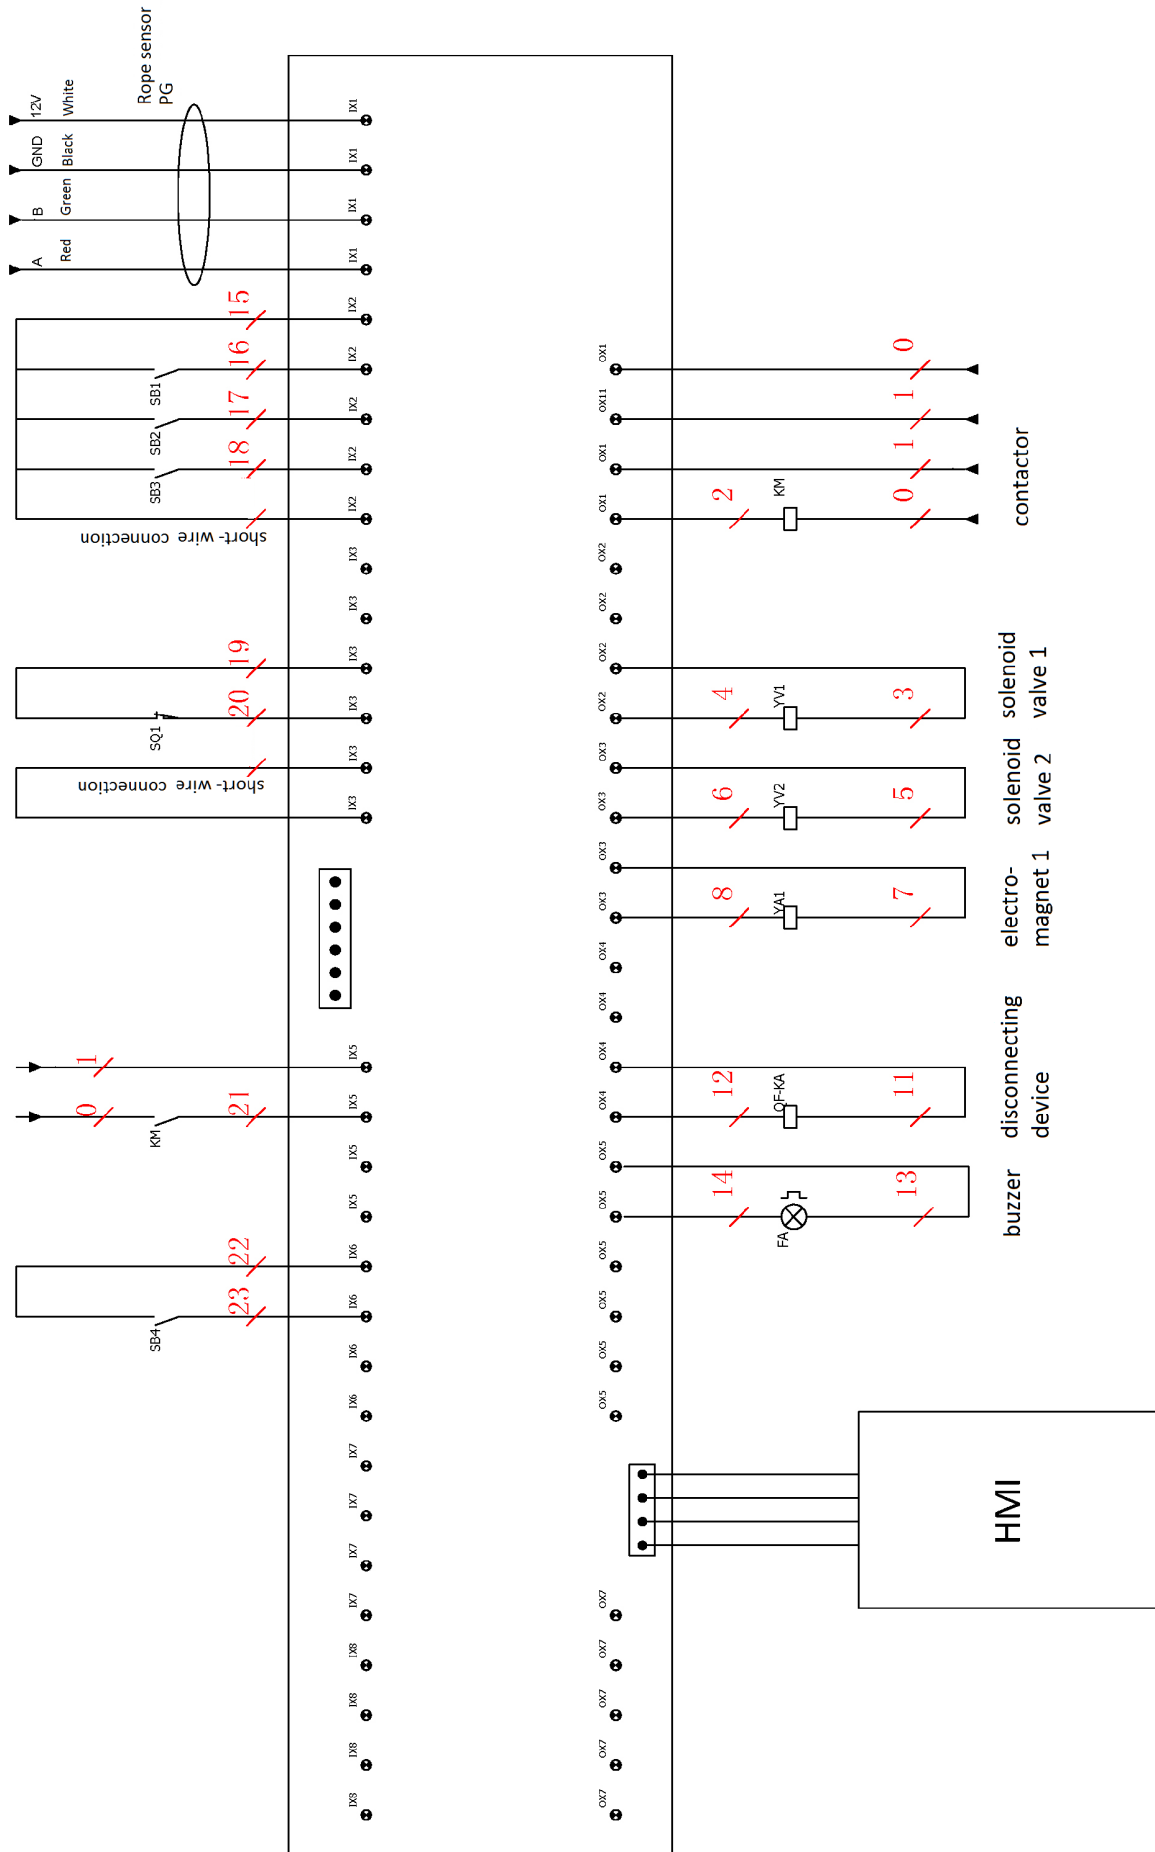 A B GND 12V
Red Green Black White
0 1
Rope sensor
PG
SB4 KM SQ1 SB3 SB2 SB1
short-wire connection
short-wire connection
23 22 21 20 19 18 17 16 15
IX8 IX8 IX8 IX8 IX7 IX7 IX7 IX7 IX6 IX6 IX6 IX6 IX5 IX5 IX5 IX5 IX3 IX3 IX3 IX3 IX3 IX3 IX2 IX2 IX2 IX2 IX2 IX1 IX1 IX1 IX1
OX7 OX7 OX7 OX7 OX7 OX5 OX5 OX5 OX5 OX5 OX5 OX4 OX4 OX4 OX4 OX3 OX3 OX3 OX3 OX2 OX2 OX2 OX2 OX1 OX1 OX11 OX1
14 12 8 6 4 2
FA QF-KA YA1 YV2 YV1 KM
13 11 7 5 3 0 1 1 0
HMI
buzzer
disconnecting
device
electro-
magnet 1
solenoid
valve 2
solenoid
valve 1
contactor